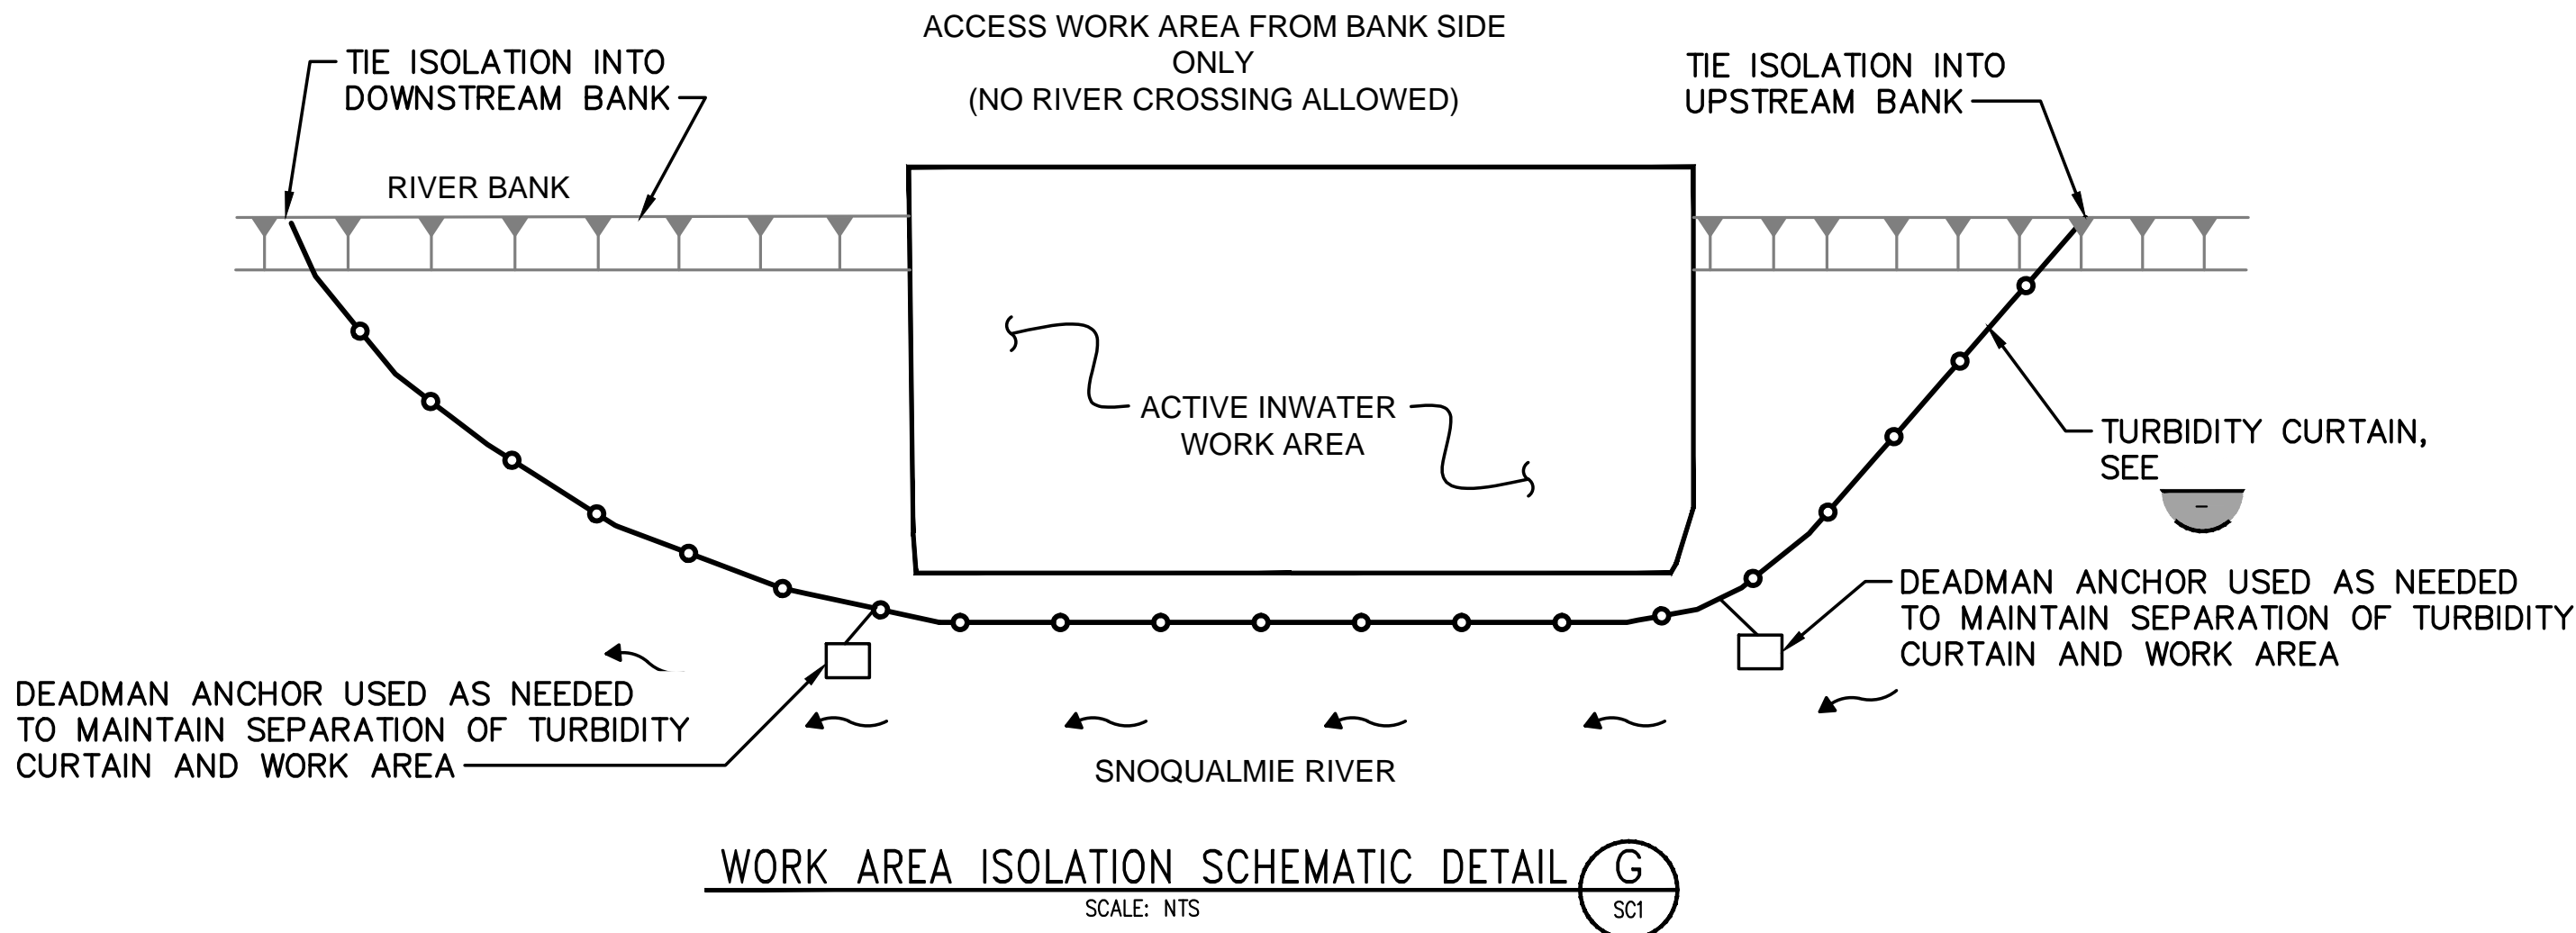 ACCESS WORK AREA FROM BANK SIDE
ONLY
(NO RIVER CROSSING ALLOWED)
TIE ISOLATION INTO
DOWNSTREAM BANK
TIE ISOLATION INTO
UPSTREAM BANK
RIVER BANK
ACTIVE INWATER
WORK AREA
TURBIDITY CURTAIN,
SEE
-
DEADMAN ANCHOR USED AS NEEDED
TO MAINTAIN SEPARATION OF TURBIDITY
CURTAIN AND WORK AREA
DEADMAN ANCHOR USED AS NEEDED
TO MAINTAIN SEPARATION OF TURBIDITY
CURTAIN AND WORK AREA
SNOQUALMIE RIVER
WORK AREA ISOLATION SCHEMATIC DETAIL
G
SCALE: NTS
SC1